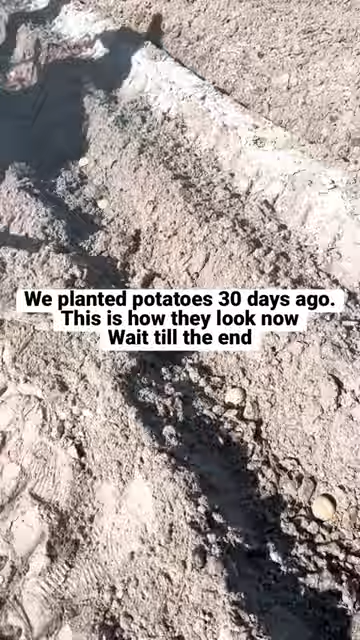 We planted potatoes 30 days ago.
This is how they look now
Wait till the end